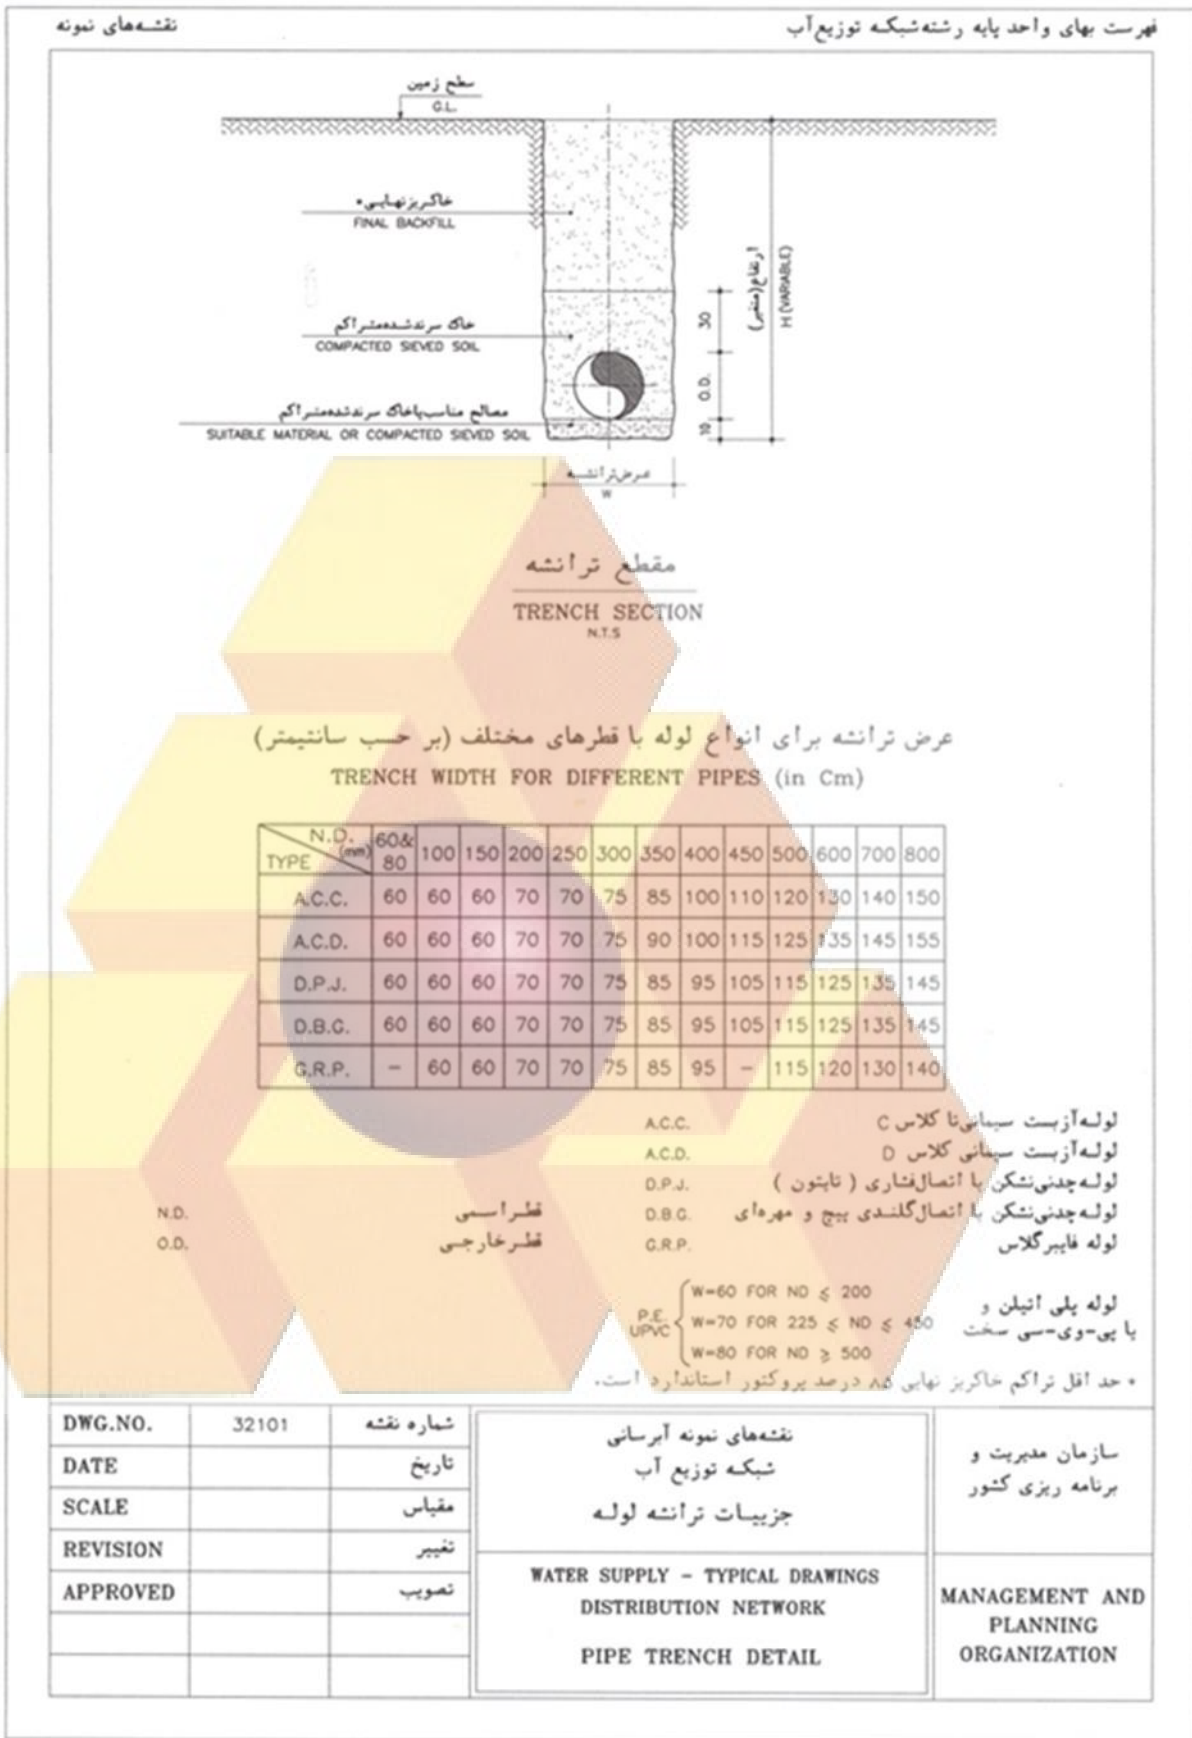 فهرست بهای واحد پایه رشته شبکه توزیع آب
نقشه‌های نمونه
سطح زمین
G.L.
خاکریز نهایی *
FINAL BACKFILL
خاک سرند شده متراکم
COMPACTED SIEVED SOIL
مصالح مناسب یا خاک سرند شده متراکم
SUITABLE MATERIAL OR COMPACTED SIEVED SOIL
30
O.D.
10
ارتفاع (متغیر)
H (VARIABLE)
عرض ترانشه
W
مقطع ترانشه
TRENCH SECTION
N.T.S
عرض ترانشه برای انواع لوله با قطرهای مختلف (بر حسب سانتیمتر)
TRENCH WIDTH FOR DIFFERENT PIPES (in Cm)
TYPE N.D. (mm) 60& 80 100 150 200 250 300 350 400 450 500 600 700 800
A.C.C. 60 60 60 70 70 75 85 100 110 120 130 140 150
A.C.D. 60 60 60 70 70 75 90 100 115 125 135 145 155
D.P.J. 60 60 60 70 70 75 85 95 105 115 125 135 145
D.B.G. 60 60 60 70 70 75 85 95 105 115 125 135 145
G.R.P. - 60 60 70 70 75 85 95 - 115 120 130 140
لوله آزبست سیمانی تا کلاس C A.C.C.
لوله آزبست سیمانی کلاس D A.C.D.
لوله چدنی نشکن با اتصال فشاری ( تایتون ) D.P.J.
لوله چدنی نشکن با اتصال گلندی پیچ و مهره‌ای D.B.G. قطر اسمی N.D.
لوله فایبرگلاس G.R.P. قطر خارجی O.D.
لوله پلی اتیلن و
یا پی-وی-سی سخت
P.E.
UPVC
W=60 FOR ND ≤ 200
W=70 FOR 225 ≤ ND ≤ 450
W=80 FOR ND ≥ 500
* حد اقل تراکم خاکریز نهایی ۸۵ درصد پروکتور استاندارد است.
DWG.NO. 32101 شماره نقشه
DATE تاریخ
SCALE مقیاس
REVISION تغییر
APPROVED تصویب
نقشه‌های نمونه آبرسانی
شبکه توزیع آب
جزییات ترانشه لوله
WATER SUPPLY - TYPICAL DRAWINGS
DISTRIBUTION NETWORK
PIPE TRENCH DETAIL
سازمان مدیریت و
برنامه ریزی کشور
MANAGEMENT AND
PLANNING
ORGANIZATION